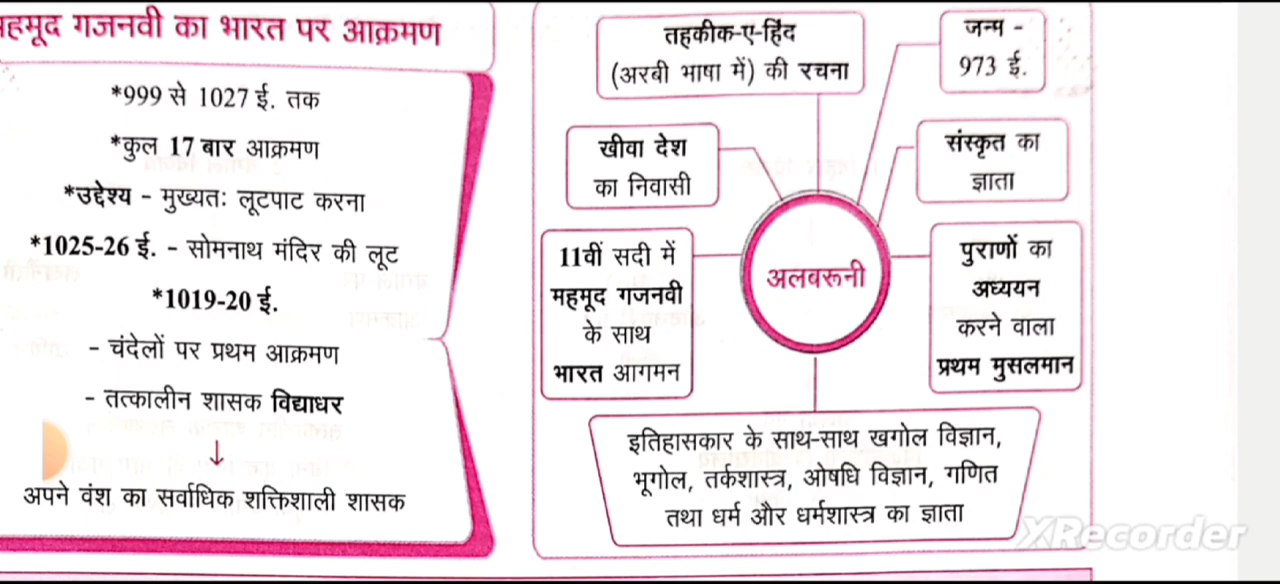 महमूद गजनवी का भारत पर आक्रमण
*999 से 1027 ई. तक
*कुल 17 बार आक्रमण
*उद्देश्य – मुख्यतः लूटपाट करना
*1025-26 ई. – सोमनाथ मंदिर की लूट
*1019-20 ई.
– चंदेलों पर प्रथम आक्रमण
– तत्कालीन शासक विद्याधर
↓
अपने वंश का सर्वाधिक शक्तिशाली शासक
तहकीक-ए-हिंद
(अरबी भाषा में) की रचना
जन्म –
973 ई.
खीवा देश
का निवासी
संस्कृत का
ज्ञाता
11वीं सदी में
महमूद गजनवी
के साथ
भारत आगमन
अलबरूनी
पुराणों का
अध्ययन
करने वाला
प्रथम मुसलमान
इतिहासकार के साथ-साथ खगोल विज्ञान,
भूगोल, तर्कशास्त्र, ओषधि विज्ञान, गणित
तथा धर्म और धर्मशास्त्र का ज्ञाता
XRecorder